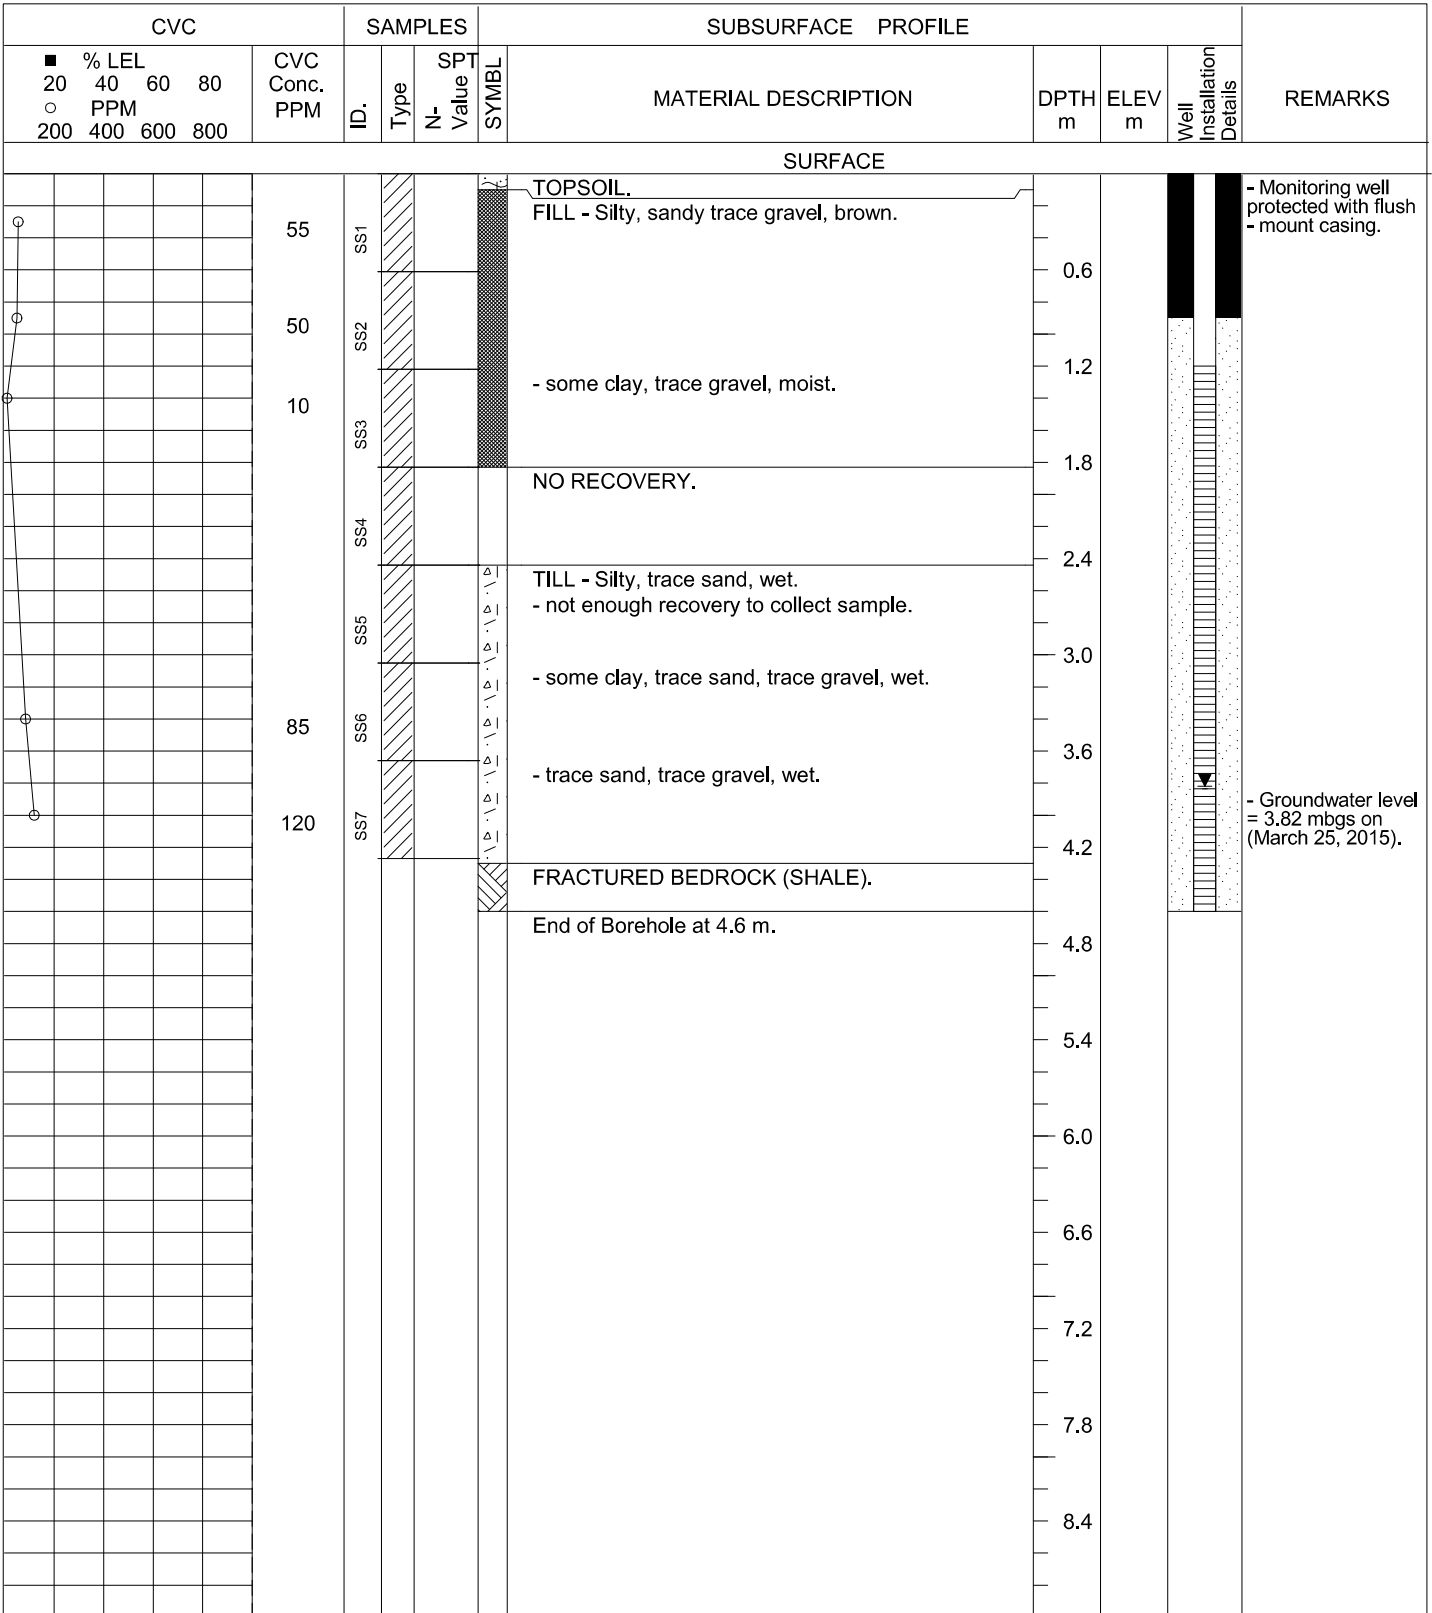 CVC
SAMPLES
SUBSURFACE PROFILE
■ % LEL
20 40 60 80
○ PPM
200 400 600 800
CVC
Conc.
PPM
ID.
Type
SPT
N-
Value
SYMBL
MATERIAL DESCRIPTION
DPTH
m
ELEV
m
Well
Installation
Details
REMARKS
SURFACE
TOPSOIL.
FILL - Silty, sandy trace gravel, brown.
- Monitoring well
protected with flush
- mount casing.
55
SS1
0.6
50
SS2
1.2
- some clay, trace gravel, moist.
10
SS3
1.8
NO RECOVERY.
SS4
2.4
TILL - Silty, trace sand, wet.
- not enough recovery to collect sample.
SS5
3.0
- some clay, trace sand, trace gravel, wet.
85
SS6
3.6
- trace sand, trace gravel, wet.
120
SS7
- Groundwater level
= 3.82 mbgs on
(March 25, 2015).
4.2
FRACTURED BEDROCK (SHALE).
End of Borehole at 4.6 m.
4.8
5.4
6.0
6.6
7.2
7.8
8.4